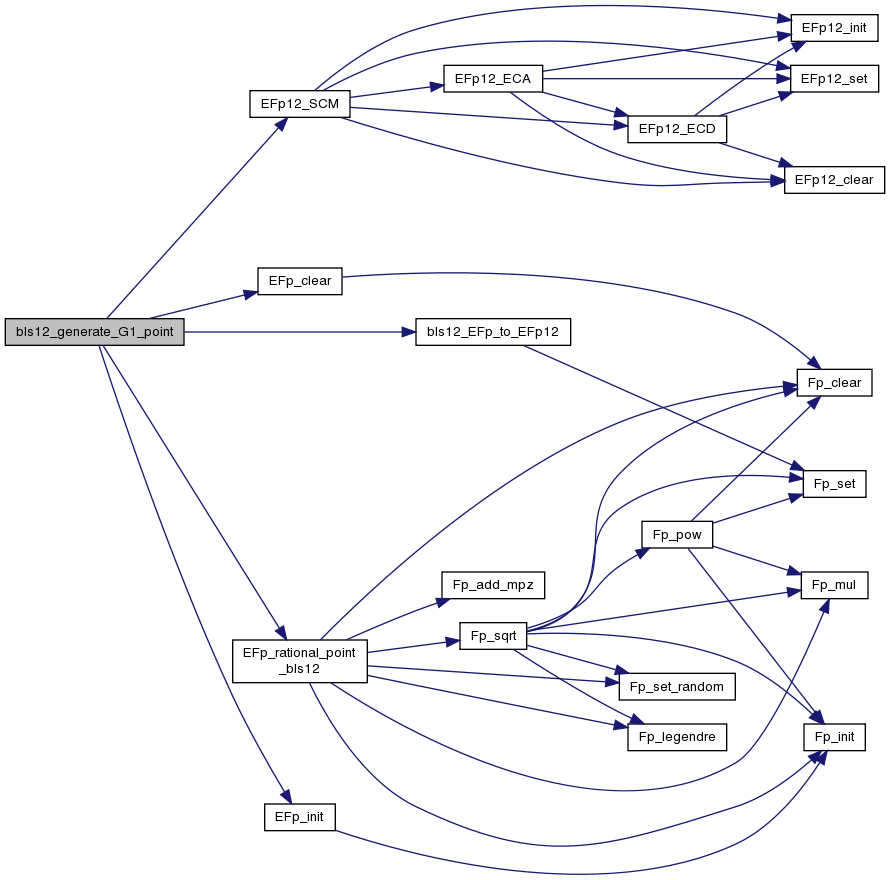 EFp12_init
EFp12_ECA
EFp12_set
EFp12_SCM
EFp12_ECD
EFp12_clear
EFp_clear
bls12_generate_G1_point
bls12_EFp_to_EFp12
Fp_clear
Fp_set
Fp_pow
Fp_add_mpz
Fp_mul
Fp_sqrt
EFp_rational_point
_bls12
Fp_set_random
Fp_legendre
Fp_init
EFp_init